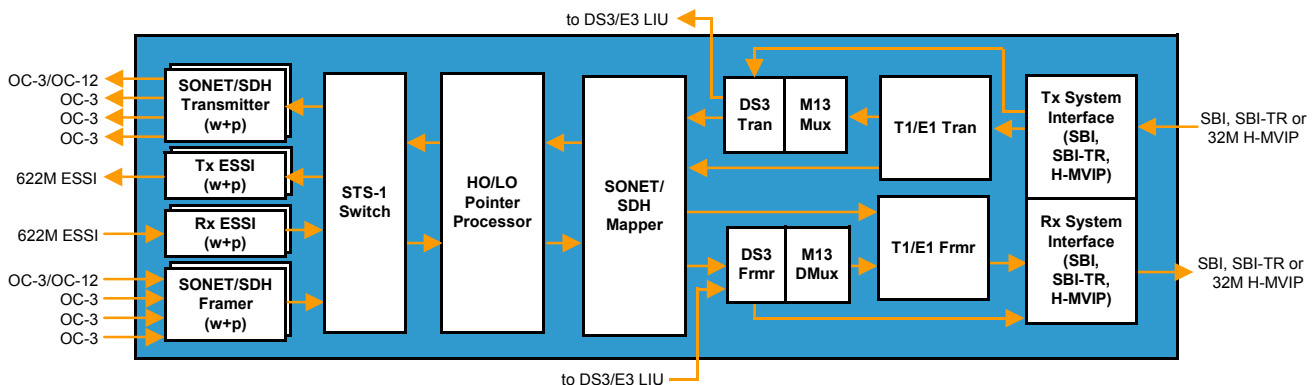 to DS3/E3 LIU
OC-3/OC-12
OC-3
OC-3
OC-3
622M ESSI
622M ESSI
OC-3/OC-12
OC-3
OC-3
OC-3
SONET/SDH
Transmitter
(w+p)
Tx ESSI
(w+p)
Rx ESSI
(w+p)
SONET/SDH
Framer
(w+p)
STS-1
Switch
HO/LO
Pointer
Processor
SONET/
SDH
Mapper
DS3
Tran
M13
Mux
T1/E1 Tran
DS3
Frmr
M13
DMux
T1/E1 Frmr
Tx System
Interface
(SBI,
SBI-TR,
H-MVIP)
Rx System
Interface
(SBI,
SBI-TR,
H-MVIP)
SBI, SBI-TR or
32M H-MVIP
SBI, SBI-TR or
32M H-MVIP
to DS3/E3 LIU